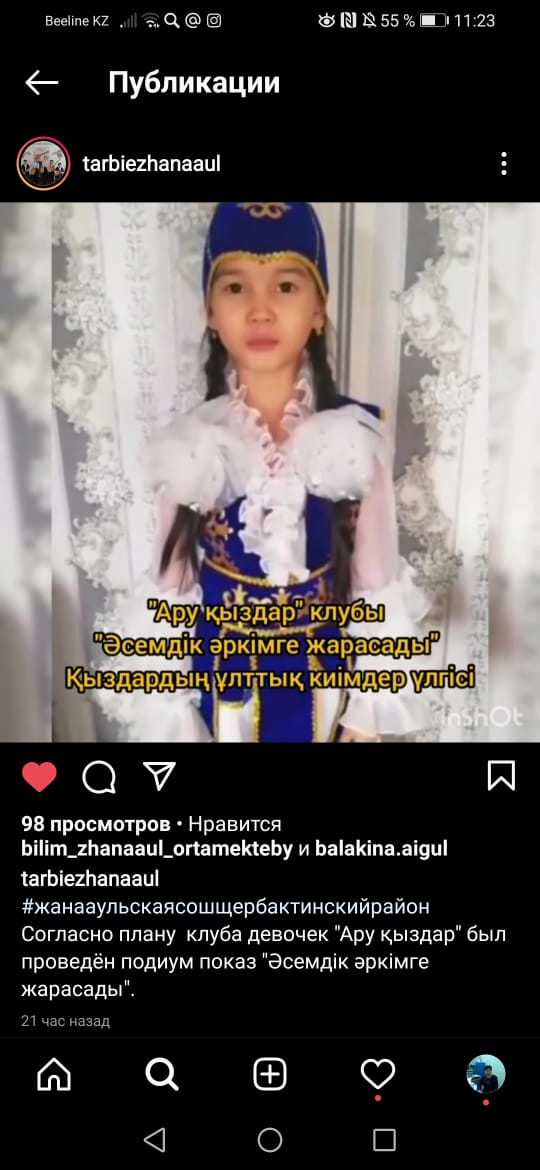 Beeline KZ 55 % 11:23
Публикации
tarbiezhanaaul
"Ару қыздар" клубы
"Әсемдік әркімге жарасады"
Қыздардың ұлттық киімдер үлгісі
InShOt
98 просмотров • Нравится
bilim_zhanaaul_ortamekteby и balakina.aigul
tarbiezhanaaul
#жанааульскаясошщербактинскийрайон
Согласно плану клуба девочек "Ару қыздар" был
проведён подиум показ "Әсемдік әркімге
жарасады".
21 час назад